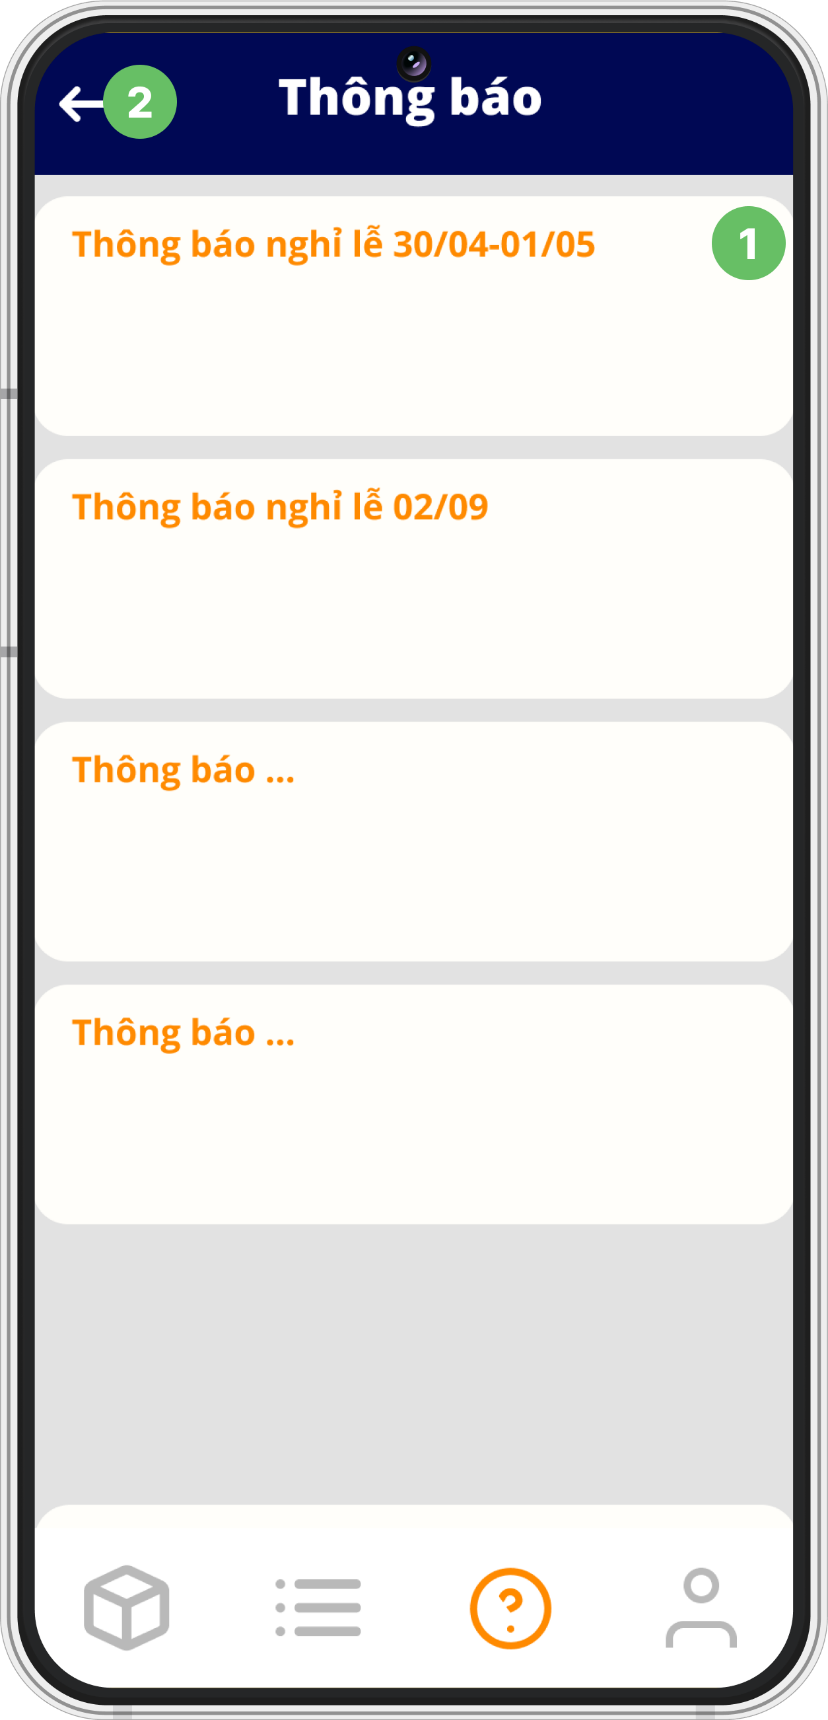 2
Thông báo
Thông báo nghỉ lễ 30/04-01/05
1
Thông báo nghỉ lễ 02/09
Thông báo ...
Thông báo ...
?